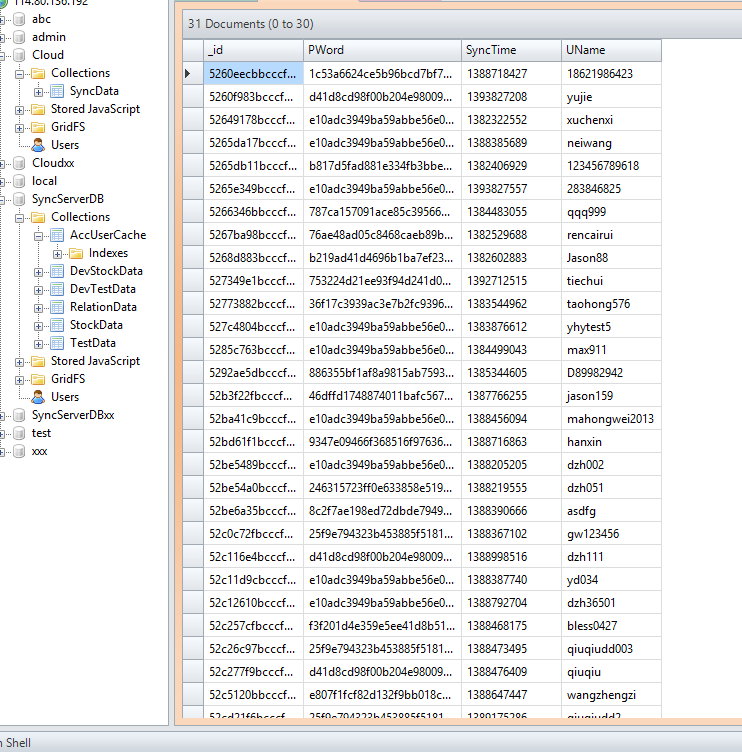 114.80.136.192
abc
admin
Cloud
Collections
SyncData
Stored JavaScript
GridFS
Users
Cloudxx
local
SyncServerDB
Collections
AccUserCache
Indexes
DevStockData
DevTestData
RelationData
StockData
TestData
Stored JavaScript
GridFS
Users
SyncServerDBxx
test
xxx
31 Documents (0 to 30)
_id PWord SyncTime UName
5260eecbbcccf... 1c53a6624ce5b96bcd7bf7... 1388718427 18621986423
5260f983bcccf... d41d8cd98f00b204e98009... 1393827208 yujie
52649178bcccf... e10adc3949ba59abbe56e0... 1382322552 xuchenxi
5265da17bcccf... e10adc3949ba59abbe56e0... 1388385689 neiwang
5265db11bcccf... b817d5fad881e334fb3bbe... 1382406929 123456789618
5265e349bcccf... e10adc3949ba59abbe56e0... 1393827557 283846825
5266346bbcccf... 787ca157091ace85c39566... 1384483055 qqq999
5267ba98bcccf... 76ae48ad05c8468caeb89b... 1382529688 rencairui
5268d883bcccf... b219ad41d4696b1ba7ef23... 1382602883 Jason88
527349e1bcccf... 753224d21ee93f94d241d0... 1392712515 tiechui
52773882bcccf... 36f17c3939ac3e7b2fc9396... 1383544962 taohong576
527c4804bcccf... e10adc3949ba59abbe56e0... 1383876612 yhytest5
5285c763bcccf... e10adc3949ba59abbe56e0... 1384499043 max911
5292ae5dbcccf... 886355bf1af8a9815ab7593... 1385344605 D89982942
52b3f22fbcccf... 46dffd1748874011bafc567... 1387766255 jason159
52ba41c9bcccf... e10adc3949ba59abbe56e0... 1388456094 mahongwei2013
52bd61f1bcccf... 9347e09466f368516f97636... 1388716863 hanxin
52be5489bcccf... e10adc3949ba59abbe56e0... 1388205205 dzh002
52be54a0bcccf... 246315723ff0e633858e519... 1388219555 dzh051
52be6a35bcccf... 8c2f7ae198ed72dbde7949... 1388390666 asdfg
52c0c72fbcccf... 25f9e794323b453885f5181... 1388367102 gw123456
52c116e4bcccf... d41d8cd98f00b204e98009... 1388998516 dzh111
52c11d9cbcccf... e10adc3949ba59abbe56e0... 1388387740 yd034
52c12610bcccf... e10adc3949ba59abbe56e0... 1388792704 dzh36501
52c257cfbcccf... f3f201d4e359e5ee41d8b51... 1388468175 bless0427
52c26c97bcccf... 25f9e794323b453885f5181... 1388473495 qiuqiudd003
52c277f9bcccf... d41d8cd98f00b204e98009... 1388476409 qiuqiu
52c5120bbcccf... e807f1fcf82d132f9bb018c... 1388647447 wangzhengzi
52cd21f6bcccf... 25f9e794323b453885f5181... 1389175286 qiuqiudd2
Shell